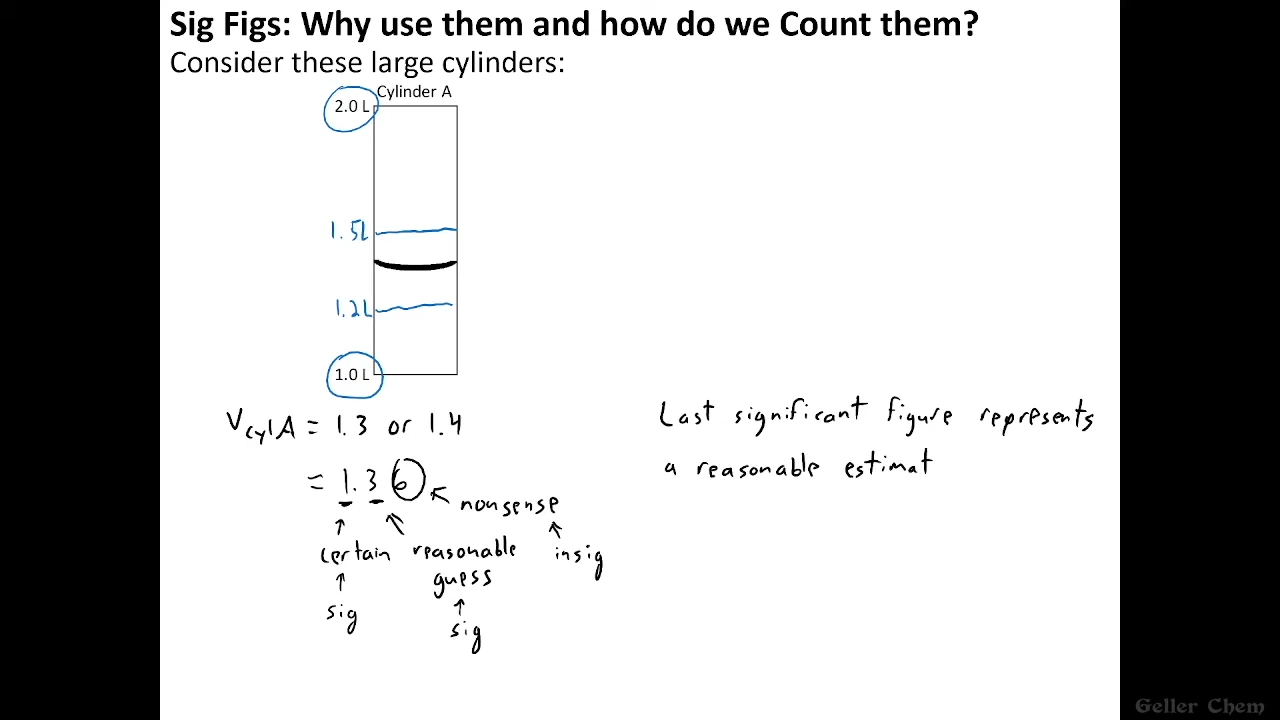 Sig Figs: Why use them and how do we Count them?
Consider these large cylinders:
Cylinder A
2.0 L
1.5L
1.2L
1.0 L
VcylA = 1.3 or 1.4
= 1.36
nonsense
certain
reasonable
guess
insig
sig
sig
Last significant figure represents
a reasonable estimat
Geller Chem